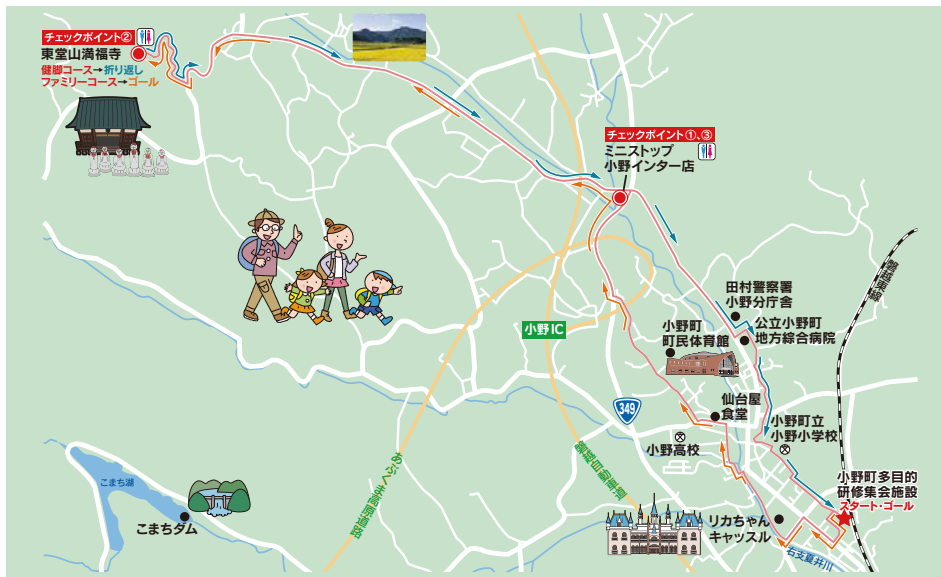 チェックポイント②
東堂山満福寺
健脚コース→折り返し
ファミリーコース→ゴール
チェックポイント①、③
ミニストップ
小野インター店
磐越東線
田村警察署
小野分庁舎
公立小野町
地方綜合病院
小野町
町民体育館
小野IC
仙台屋
食堂
349
小野町立
小野小学校
小野高校
あぶくま高原道路
磐越自動車道
小野町多目的
研修集会施設
スタート・ゴール
こまち湖
こまちダム
リカちゃん
キャッスル
右支夏井川